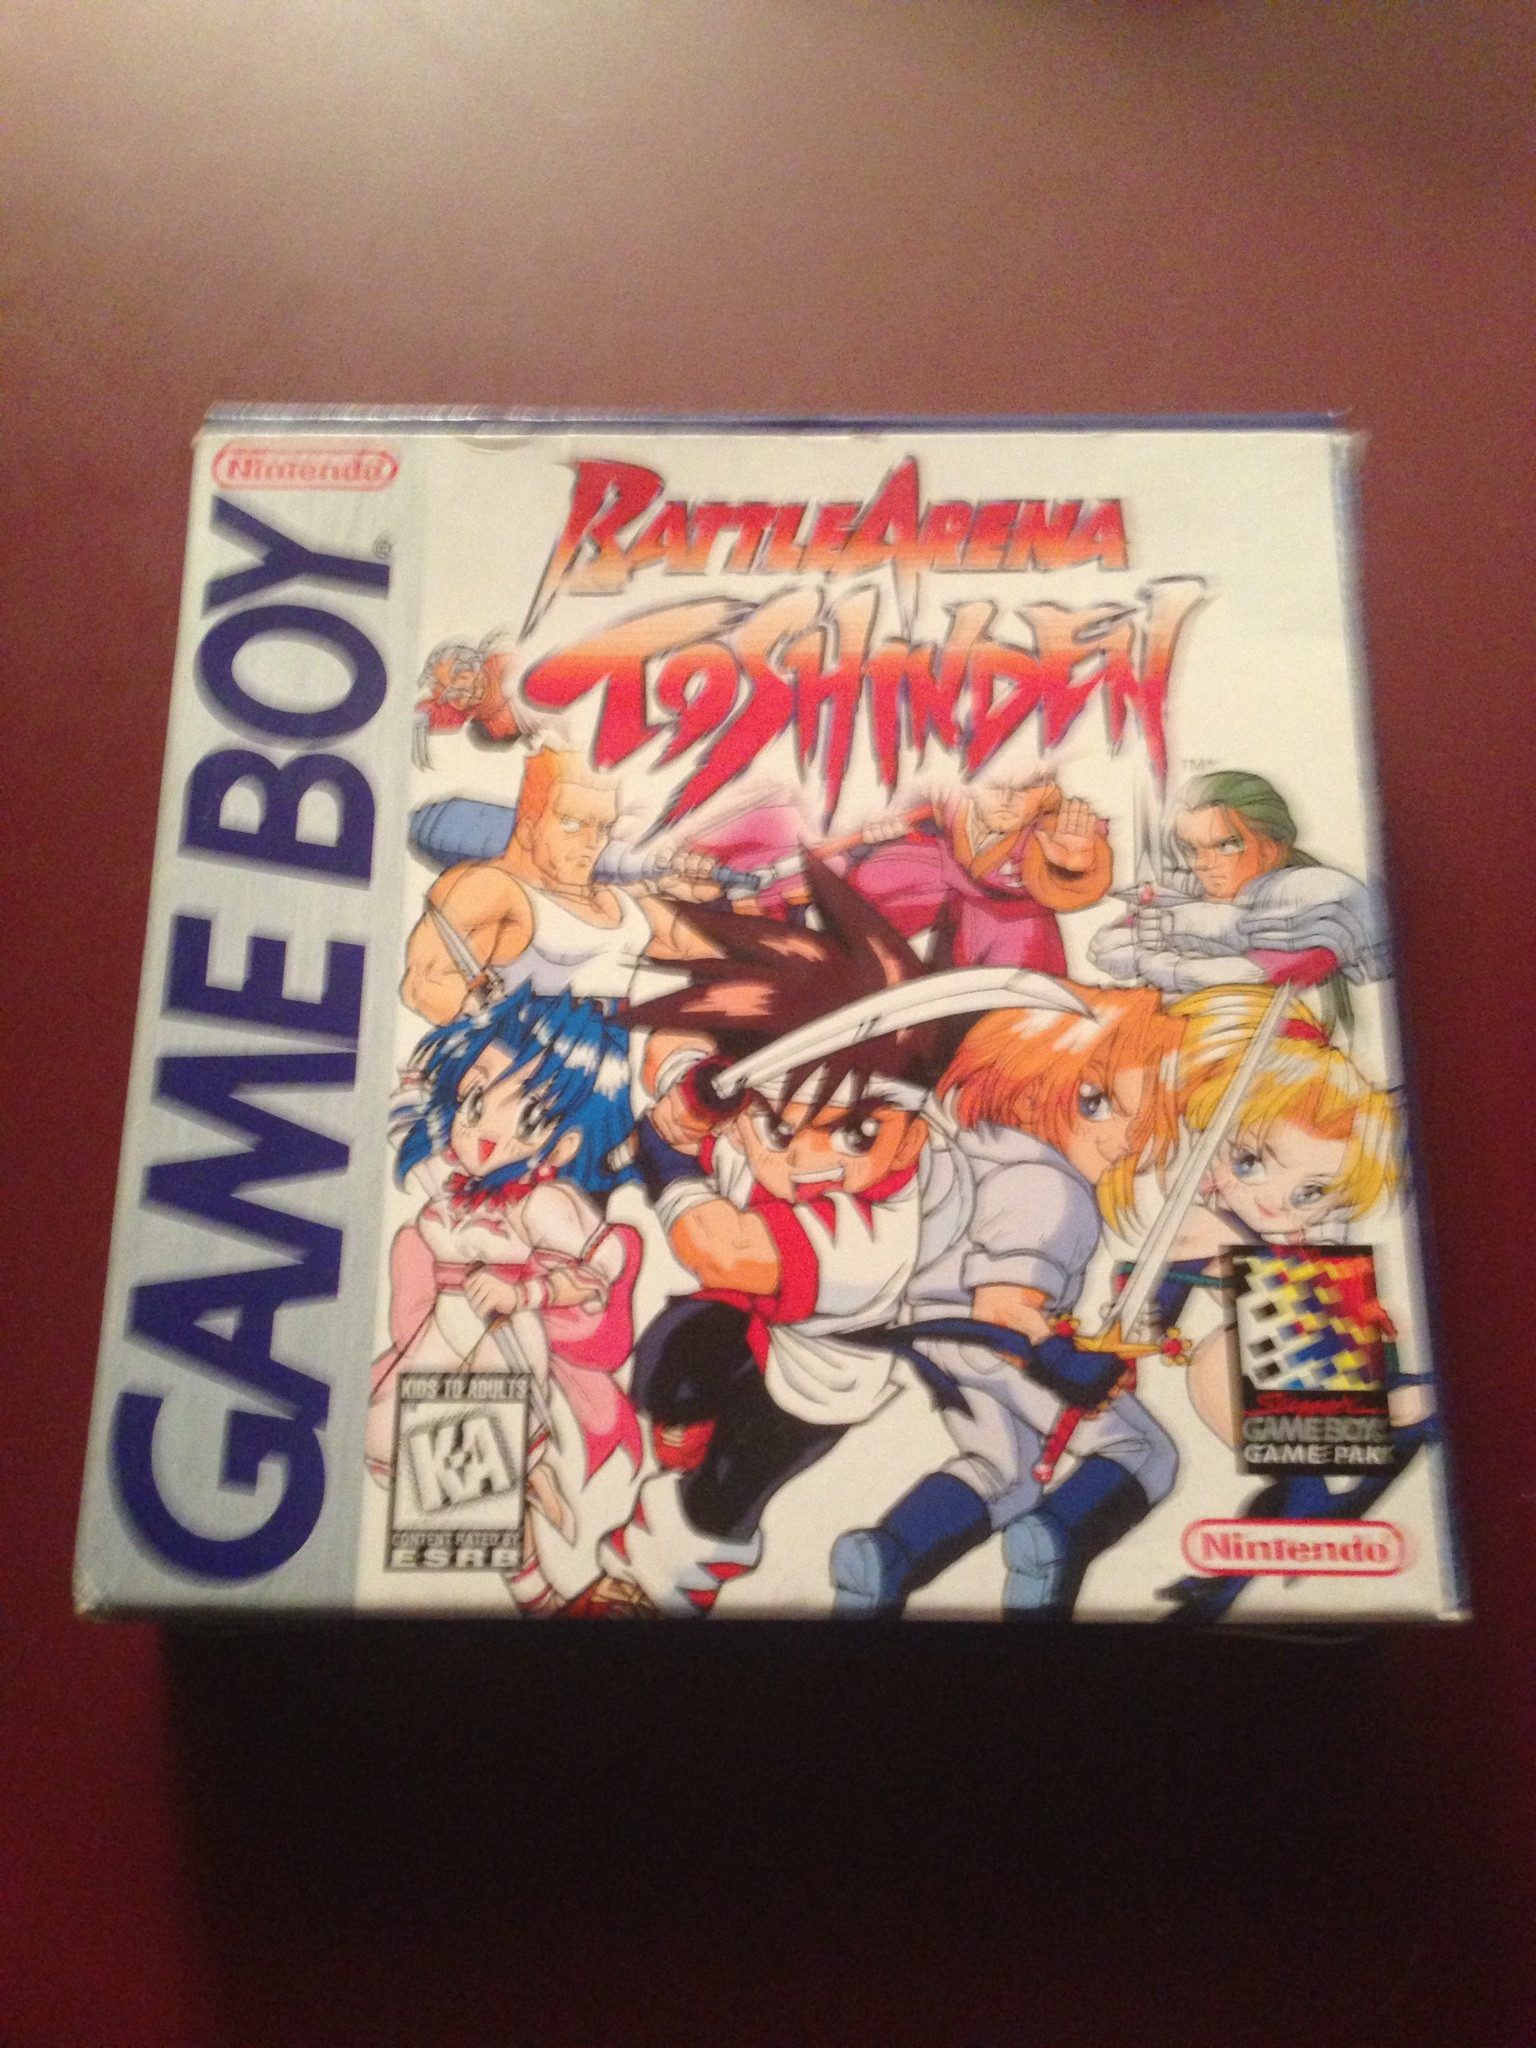 Nintendo
GAME BOY
®
BATTLE ARENA
TOSHINDEN
TM
KIDS TO ADULTS
K-A
CONTENT RATED BY
ESRB
Super
GAME BOY
GAME PAK
Nintendo